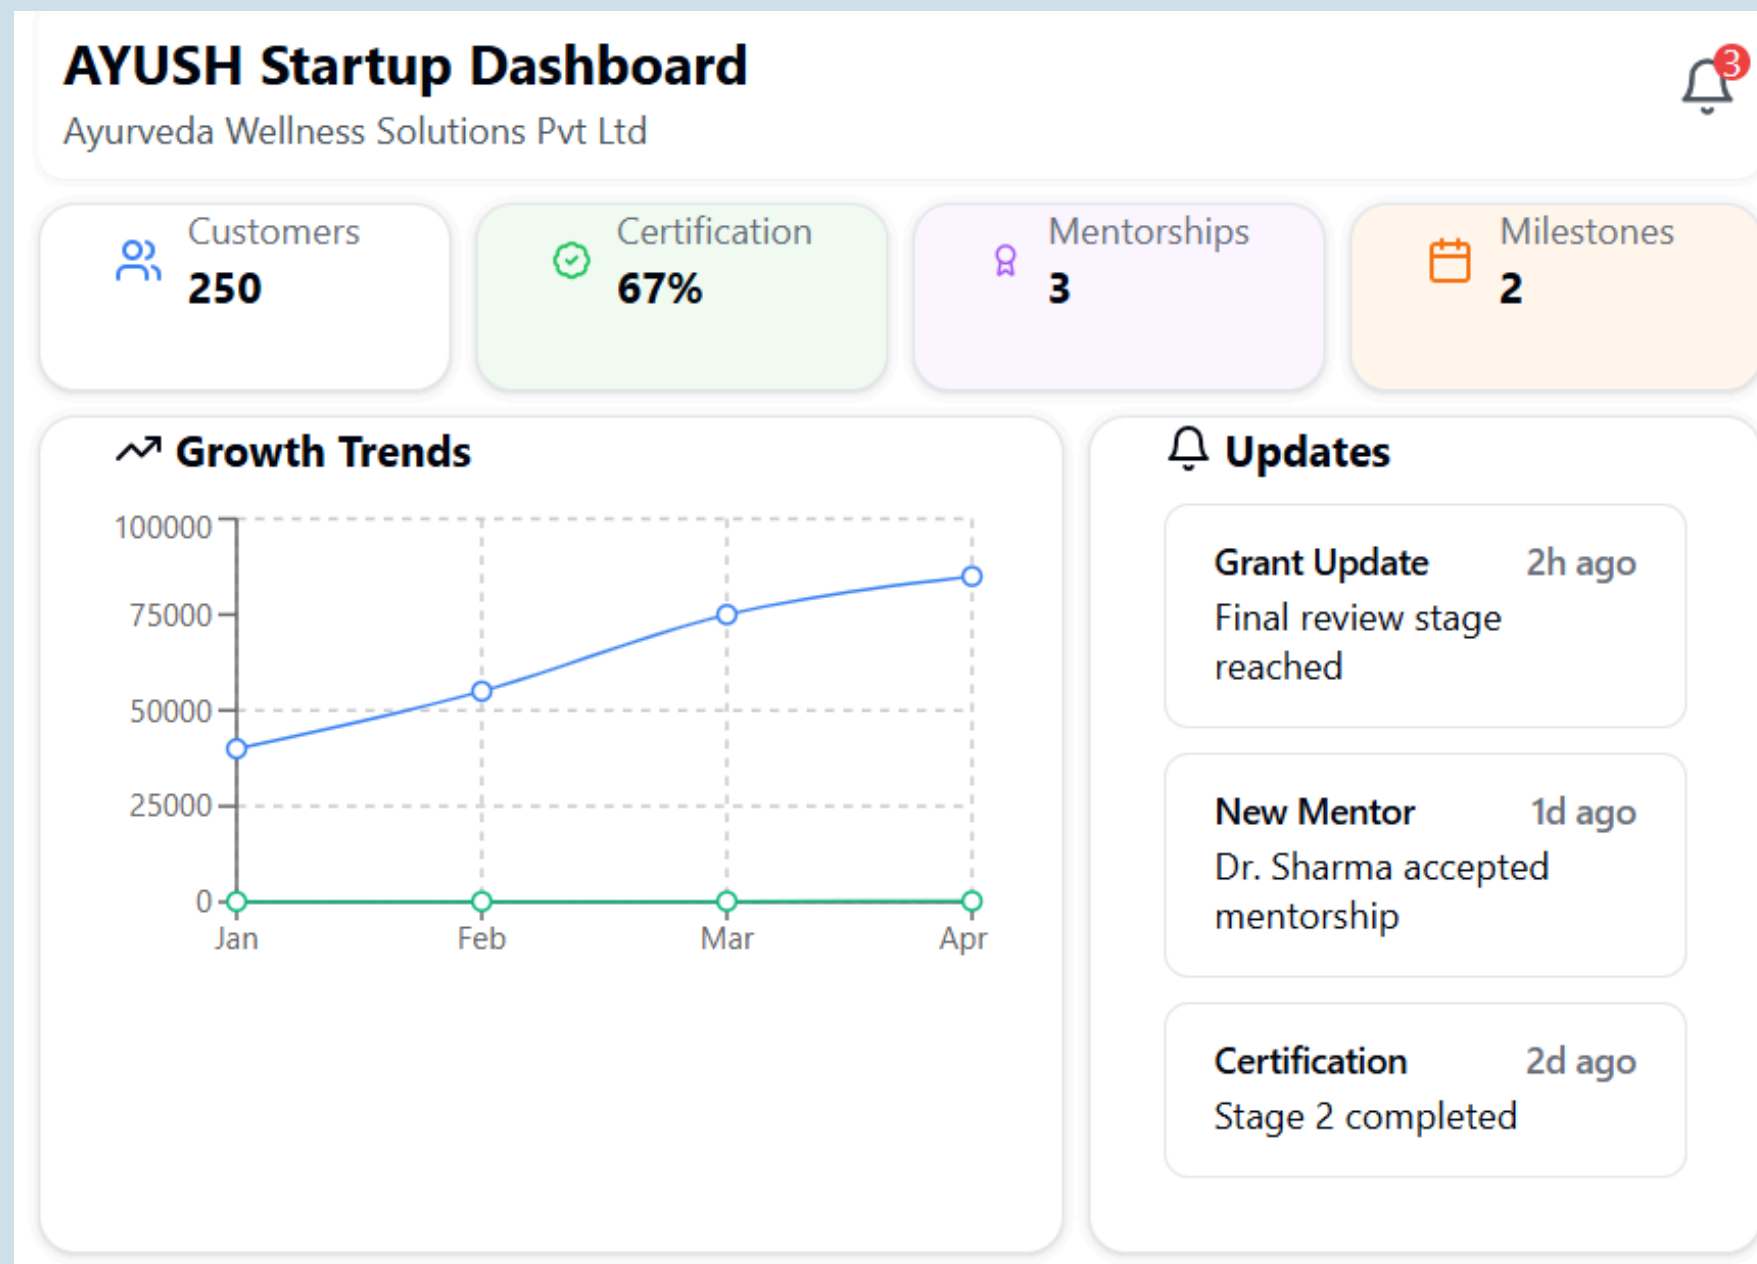 AYUSH Startup Dashboard
3
Ayurveda Wellness Solutions Pvt Ltd
Customers
250
Certification
67%
Mentorships
3
Milestones
2
Growth Trends
100000
75000
50000
25000
0
Jan Feb Mar Apr
Updates
Grant Update 2h ago
Final review stage
reached
New Mentor 1d ago
Dr. Sharma accepted
mentorship
Certification 2d ago
Stage 2 completed